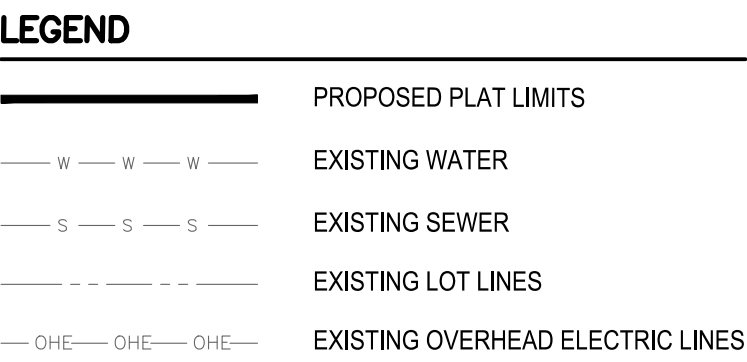 LEGEND
PROPOSED PLAT LIMITS
W W W EXISTING WATER
S S S EXISTING SEWER
EXISTING LOT LINES
OHE OHE OHE EXISTING OVERHEAD ELECTRIC LINES